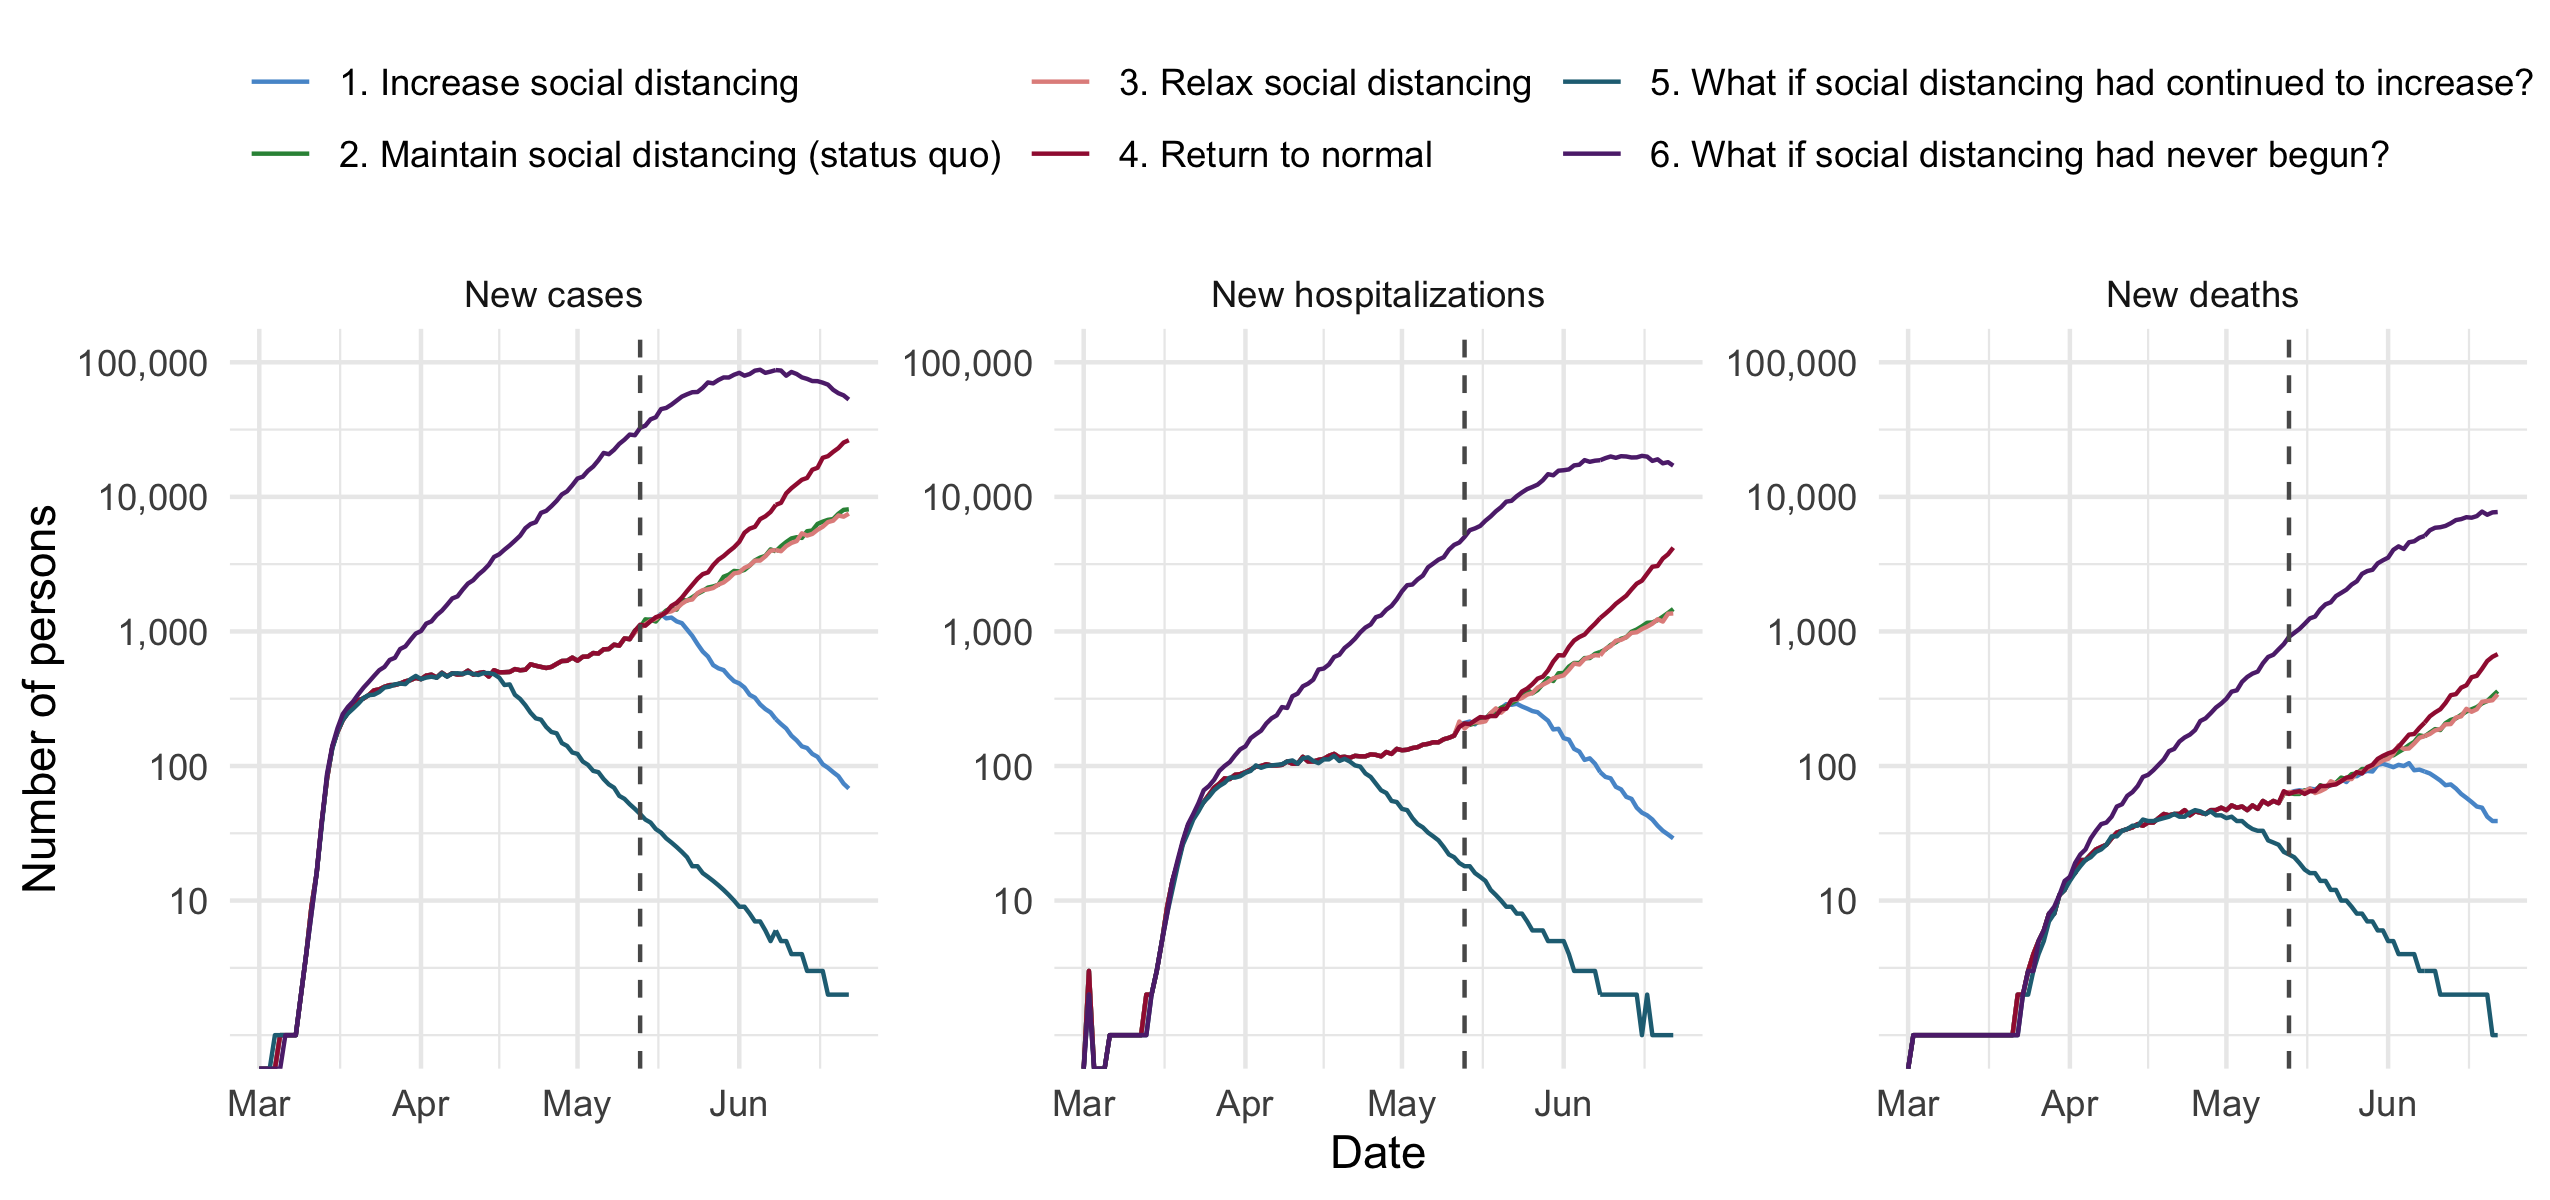 1. Increase social distancing
3. Relax social distancing
5. What if social distancing had continued to increase?
2. Maintain social distancing (status quo)
4. Return to normal
6. What if social distancing had never begun?
New cases
New hospitalizations
New deaths
Number of persons
100,000
10,000
1,000
100
10
Mar
Apr
May
Jun
100,000
10,000
1,000
100
10
Mar
Apr
May
Jun
100,000
10,000
1,000
100
10
Mar
Apr
May
Jun
Date